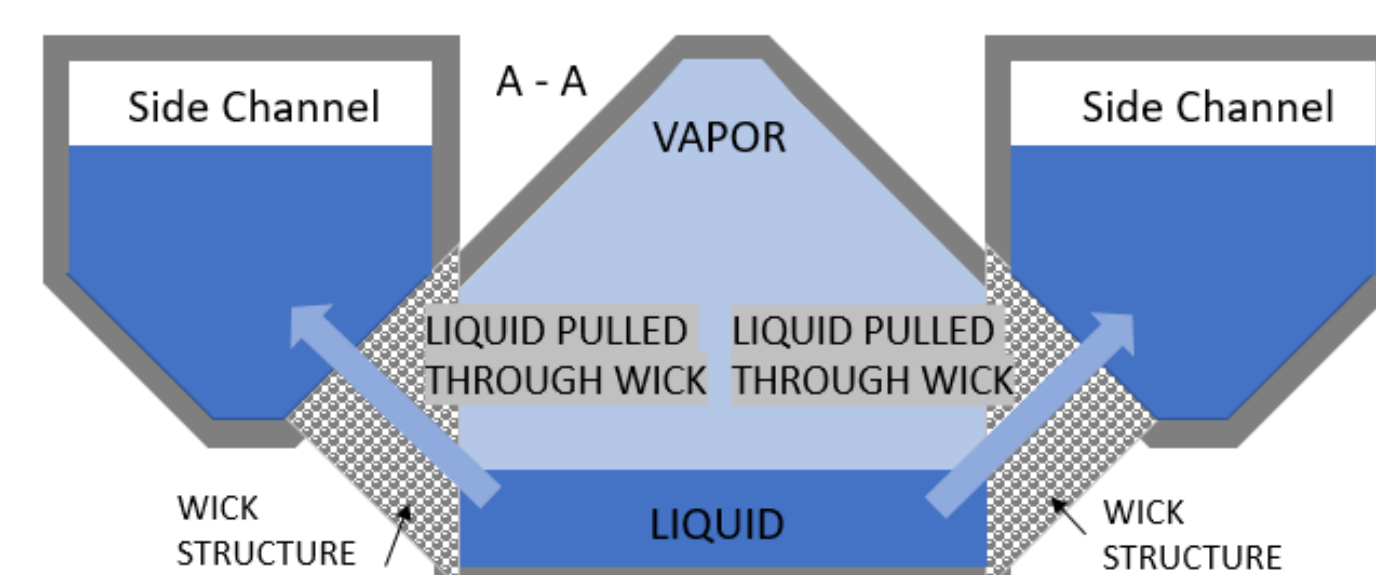 Side Channel
A - A
VAPOR
Side Channel
LIQUID PULLED
THROUGH WICK
LIQUID PULLED
THROUGH WICK
WICK
STRUCTURE
LIQUID
WICK
STRUCTURE